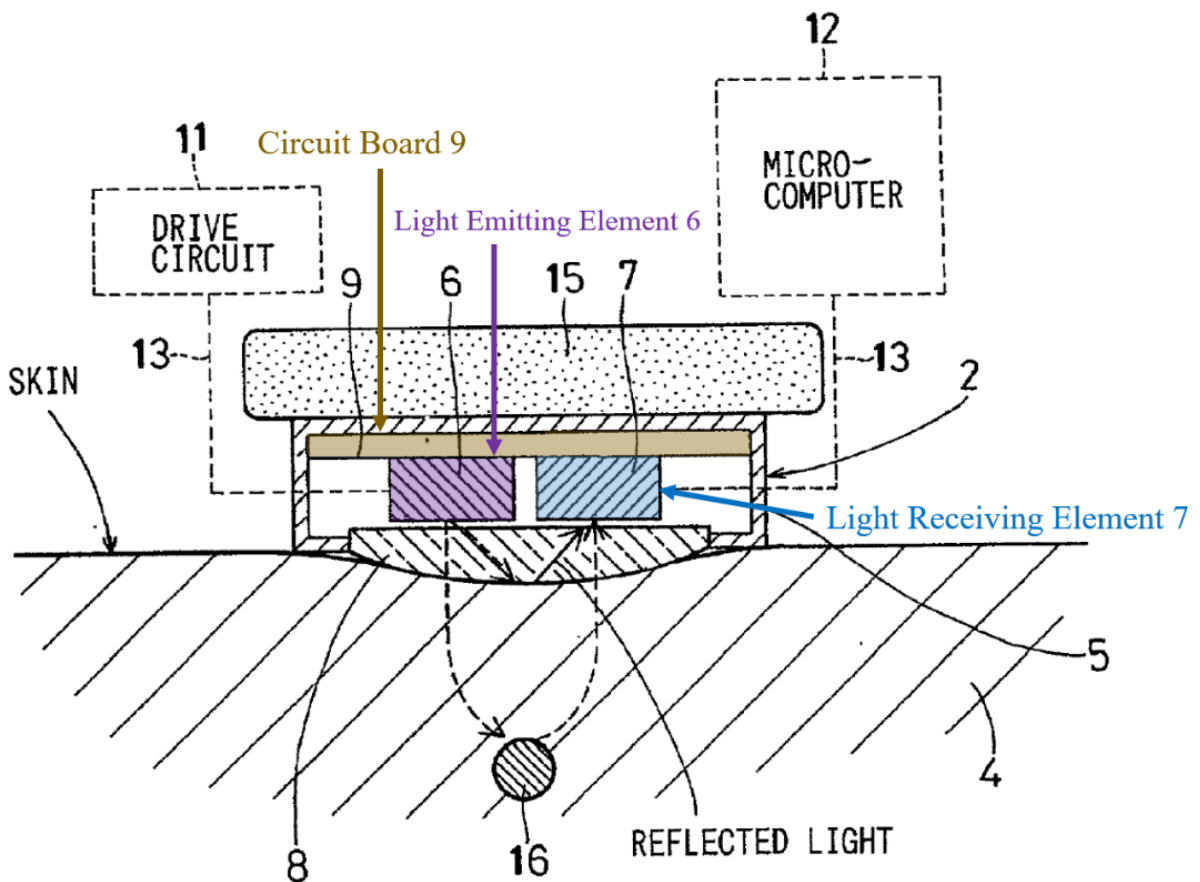 12
11
Circuit Board 9
MICRO-
COMPUTER
DRIVE
CIRCUIT
Light Emitting Element 6
9
6
15
7
13
13
SKIN
2
Light Receiving Element 7
5
4
8
16
REFLECTED LIGHT